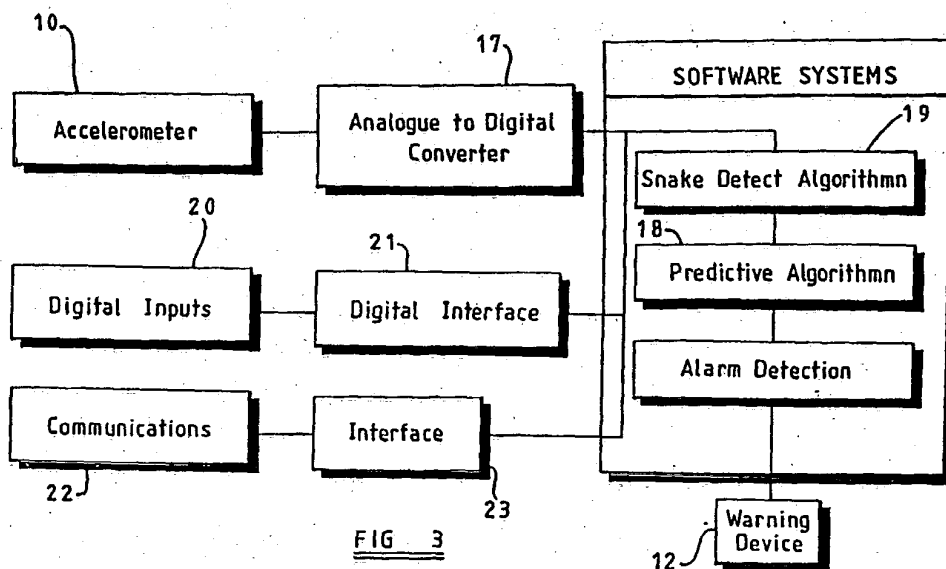 10
17
SOFTWARE SYSTEMS
Accelerometer
Analogue to Digital
Converter
19
Snake Detect Algorithmn
20
21
18
Predictive Algorithmn
Digital Inputs
Digital Interface
Alarm Detection
Communications
Interface
22
23
Warning
Device
12
FIG 3